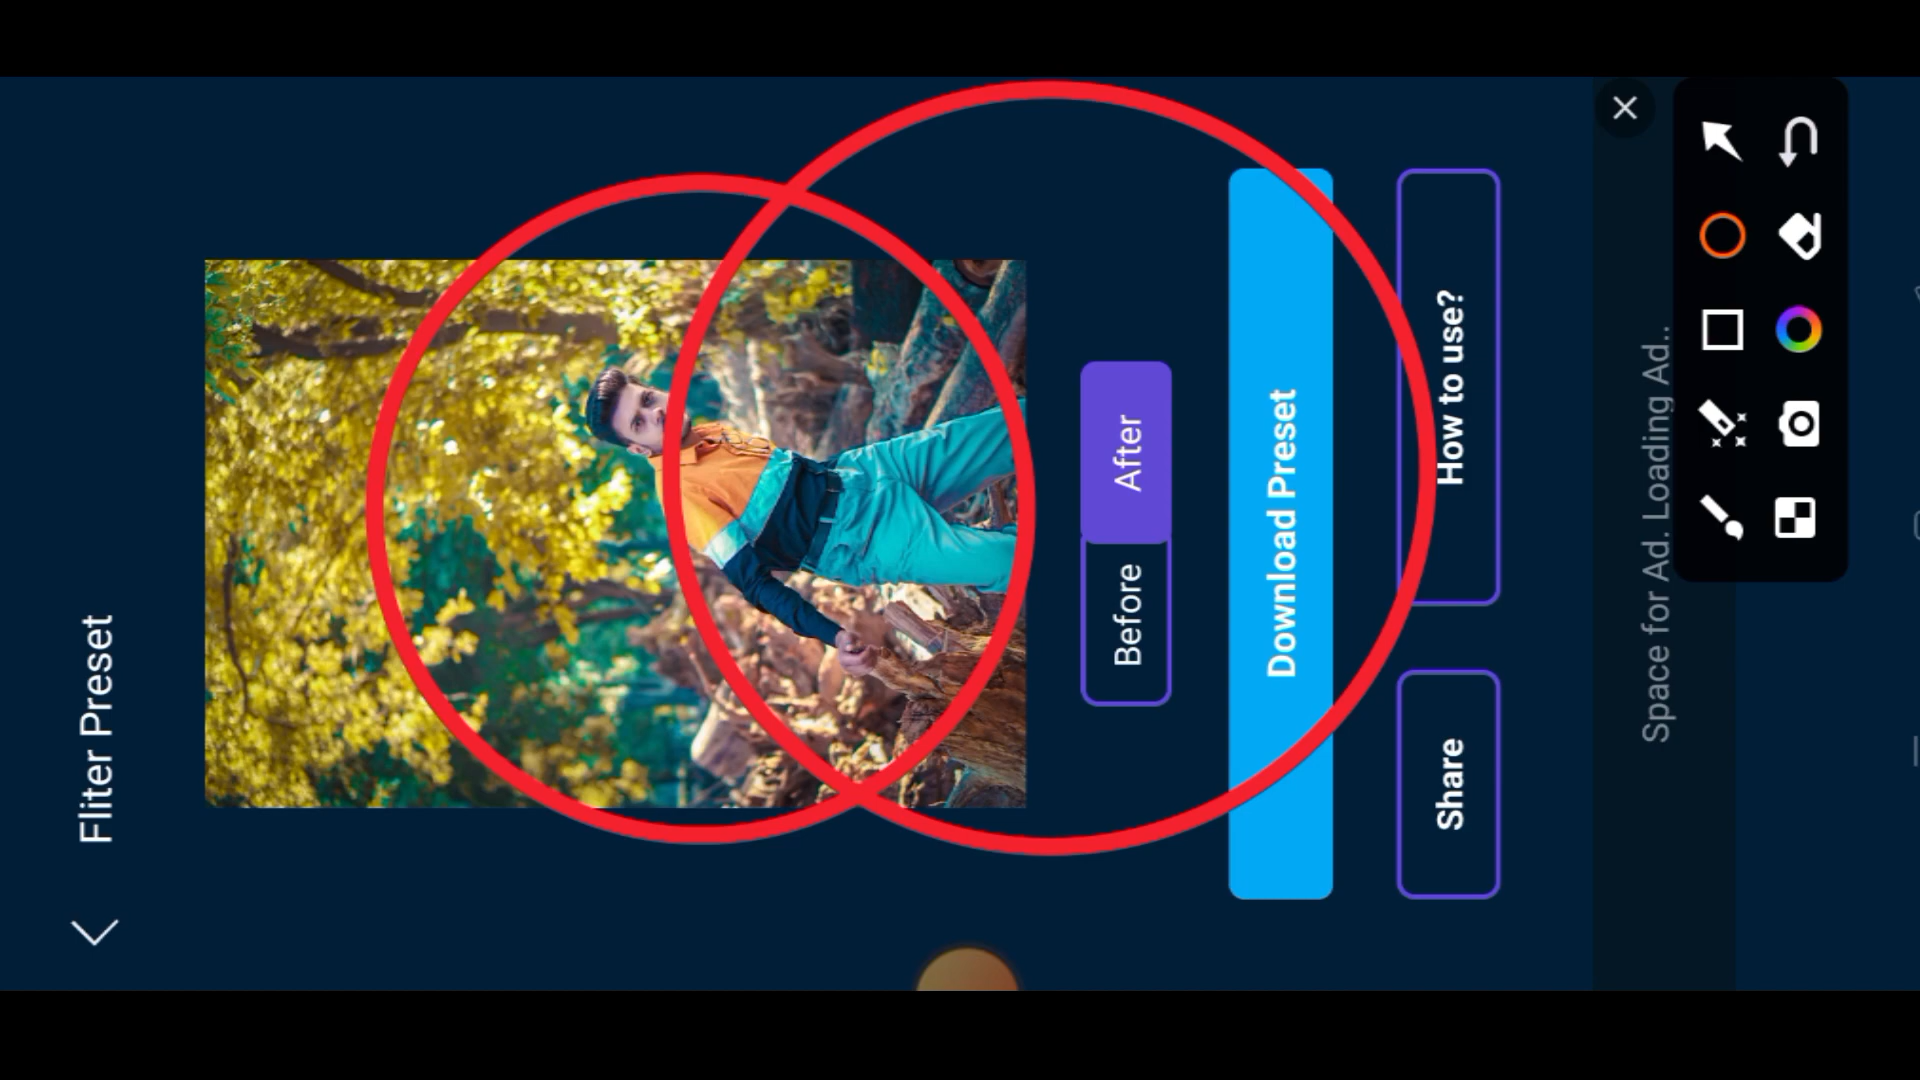 Fliter Preset
Before
After
Download Preset
Share
How to use?
Space for Ad. Loading Ad..